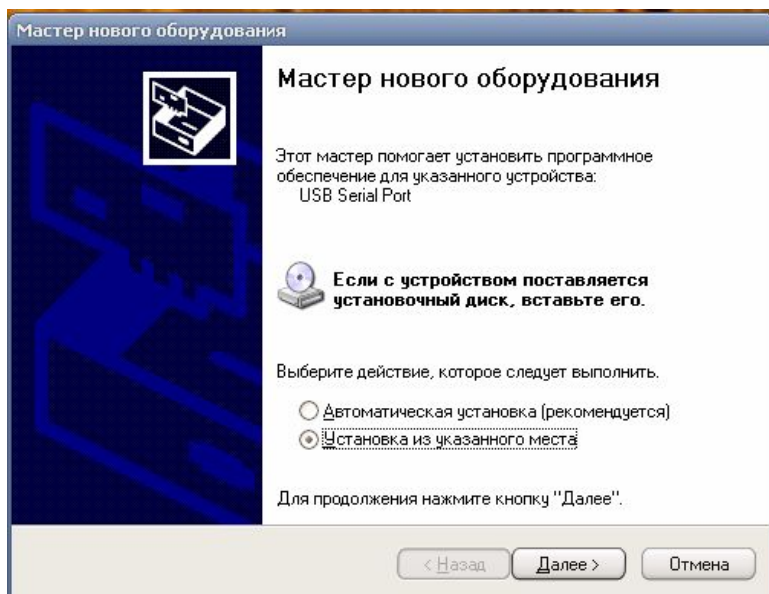 Мастер нового оборудования
Мастер нового оборудования
Этот мастер помогает установить программное
обеспечение для указанного устройства:
USB Serial Port
Если с устройством поставляется
установочный диск, вставьте его.
Выберите действие, которое следует выполнить.
Автоматическая установка (рекомендуется)
Установка из указанного места
Для продолжения нажмите кнопку "Далее".
< Назад Далее > Отмена